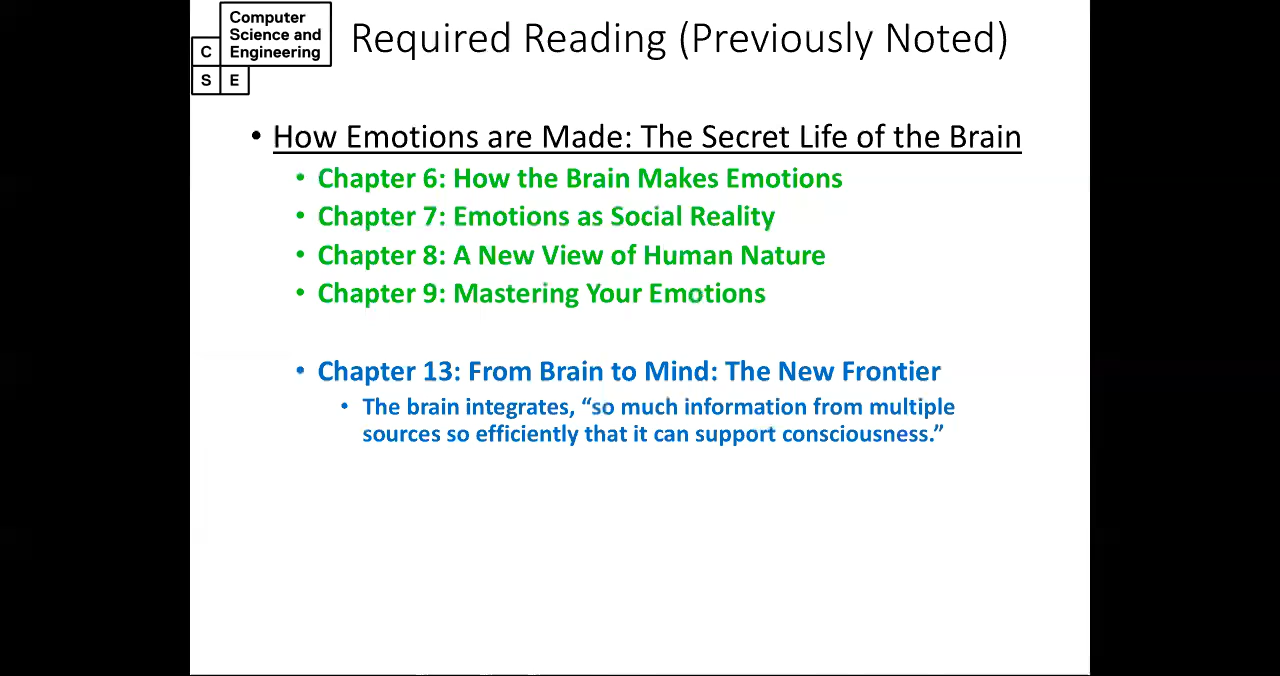 Computer
Science and
Engineering
C
S E
Required Reading (Previously Noted)
• How Emotions are Made: The Secret Life of the Brain
• Chapter 6: How the Brain Makes Emotions
• Chapter 7: Emotions as Social Reality
• Chapter 8: A New View of Human Nature
• Chapter 9: Mastering Your Emotions
• Chapter 13: From Brain to Mind: The New Frontier
• The brain integrates, “so much information from multiple
sources so efficiently that it can support consciousness.”